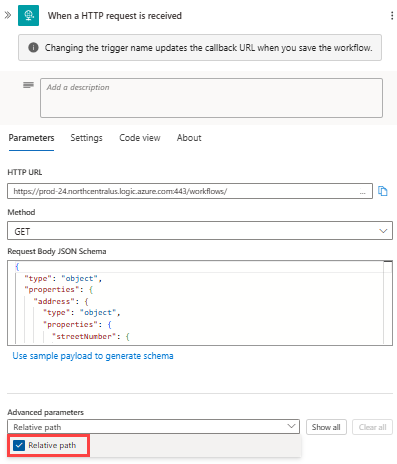 When a HTTP request is received
Changing the trigger name updates the callback URL when you save the workflow.
Add a description
Parameters Settings Code view About
HTTP URL
https://prod-24.northcentralus.logic.azure.com:443/workflows/ ...
Method
GET
Request Body JSON Schema
{
"type": "object",
"properties": {
"address": {
"type": "object",
"properties": {
"streetNumber": {
Use sample payload to generate schema
Advanced parameters
Relative path Show all Clear all
Relative path